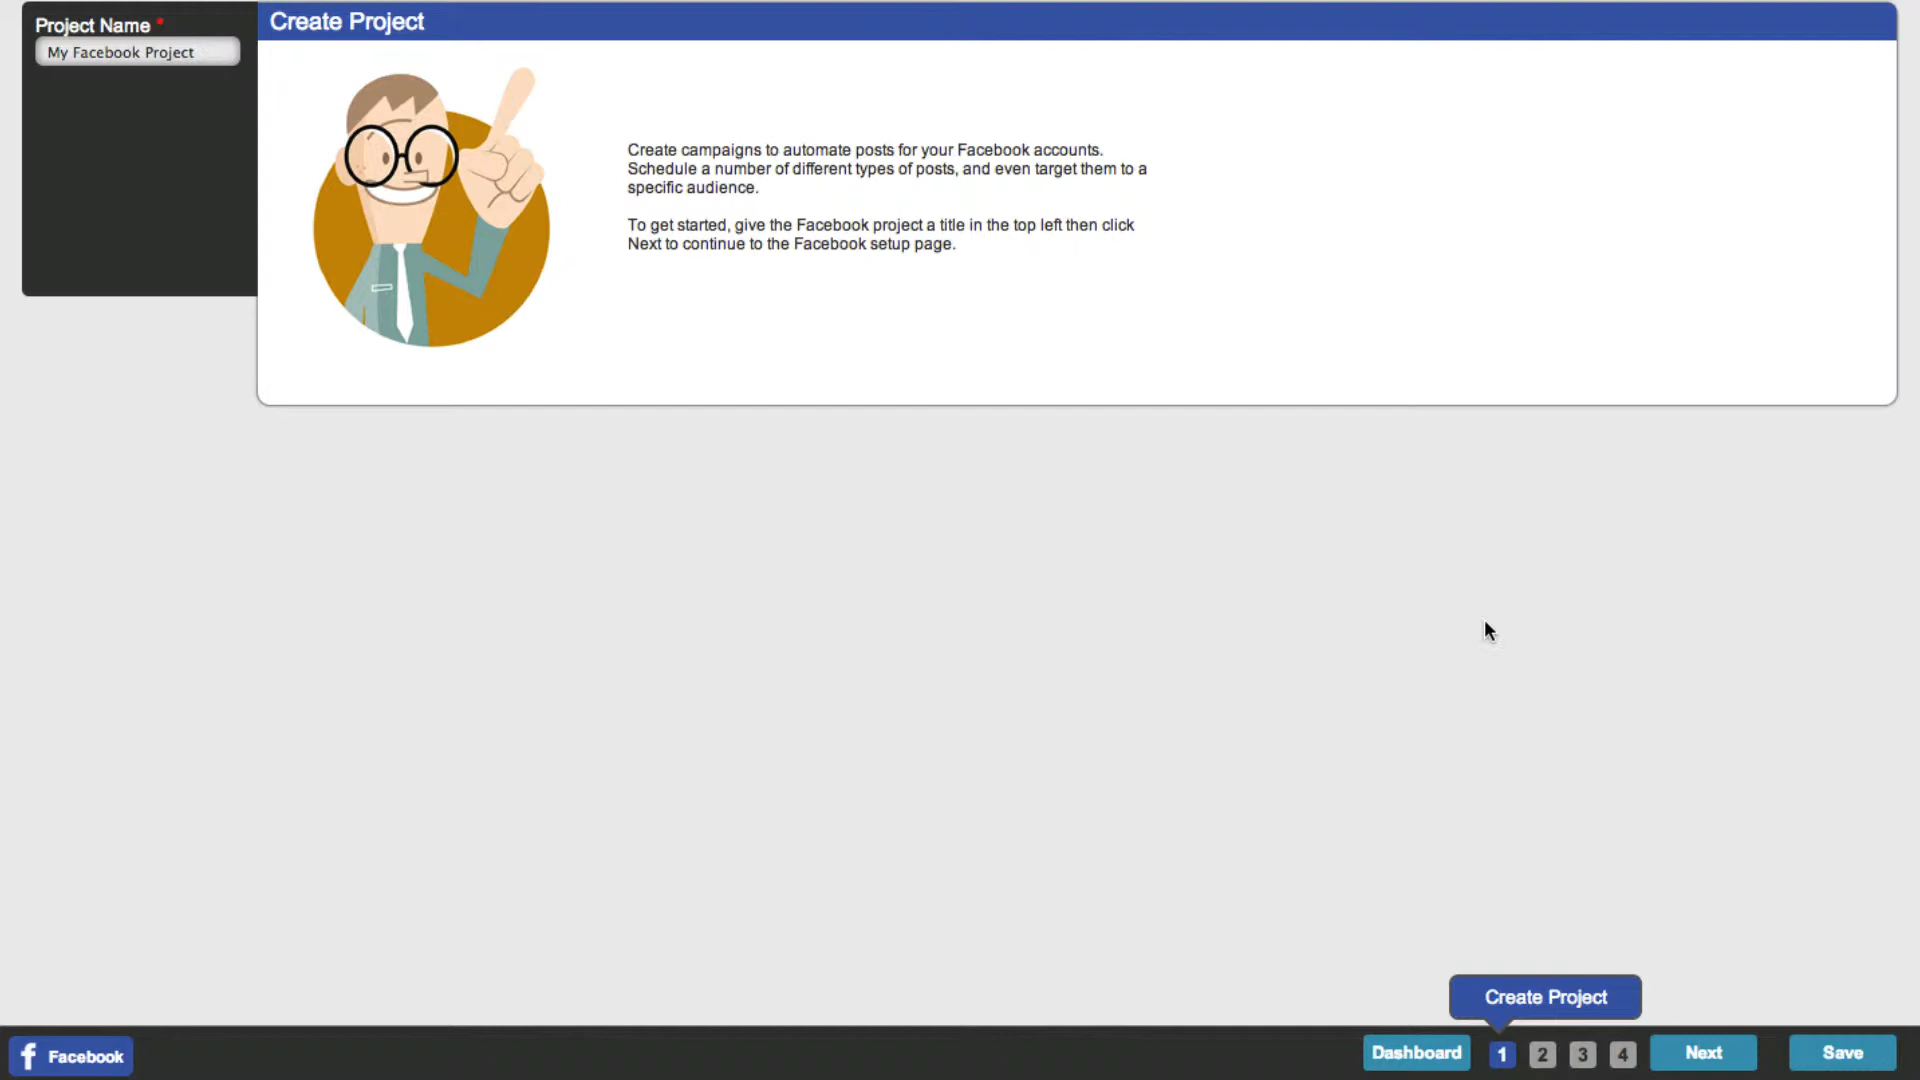 Project Name *
My Facebook Project
Create Project
Create campaigns to automate posts for your Facebook accounts.
Schedule a number of different types of posts, and even target them to a
specific audience.
To get started, give the Facebook project a title in the top left then click
Next to continue to the Facebook setup page.
Create Project
f Facebook
Dashboard
1
2
3
4
Next
Save